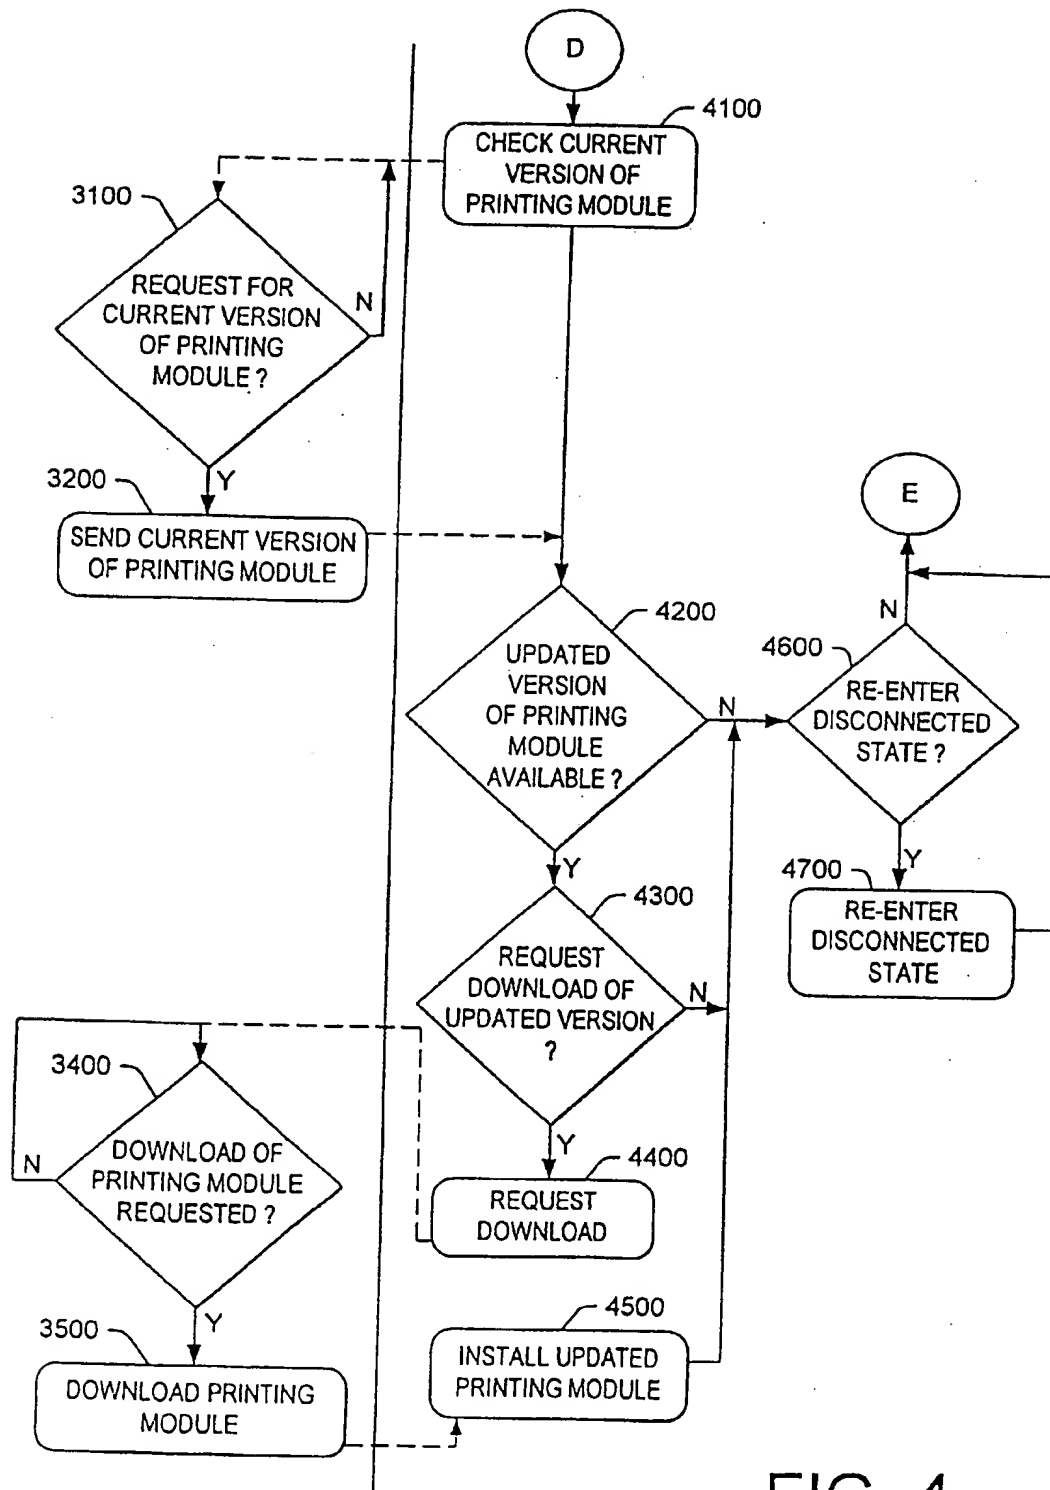 D
4100
CHECK CURRENT
VERSION OF
PRINTING MODULE
3100
REQUEST FOR
CURRENT VERSION
OF PRINTING
MODULE ?
N
Y
3200
SEND CURRENT VERSION
OF PRINTING MODULE
E
4200
UPDATED
VERSION
OF PRINTING
MODULE
AVAILABLE ?
N
Y
N
4600
RE-ENTER
DISCONNECTED
STATE ?
Y
4700
RE-ENTER
DISCONNECTED
STATE
4300
REQUEST
DOWNLOAD OF
UPDATED VERSION
?
N
Y
3400
DOWNLOAD OF
PRINTING MODULE
REQUESTED ?
N
Y
4400
REQUEST
DOWNLOAD
3500
DOWNLOAD PRINTING
MODULE
4500
INSTALL UPDATED
PRINTING MODULE
FIG. 4